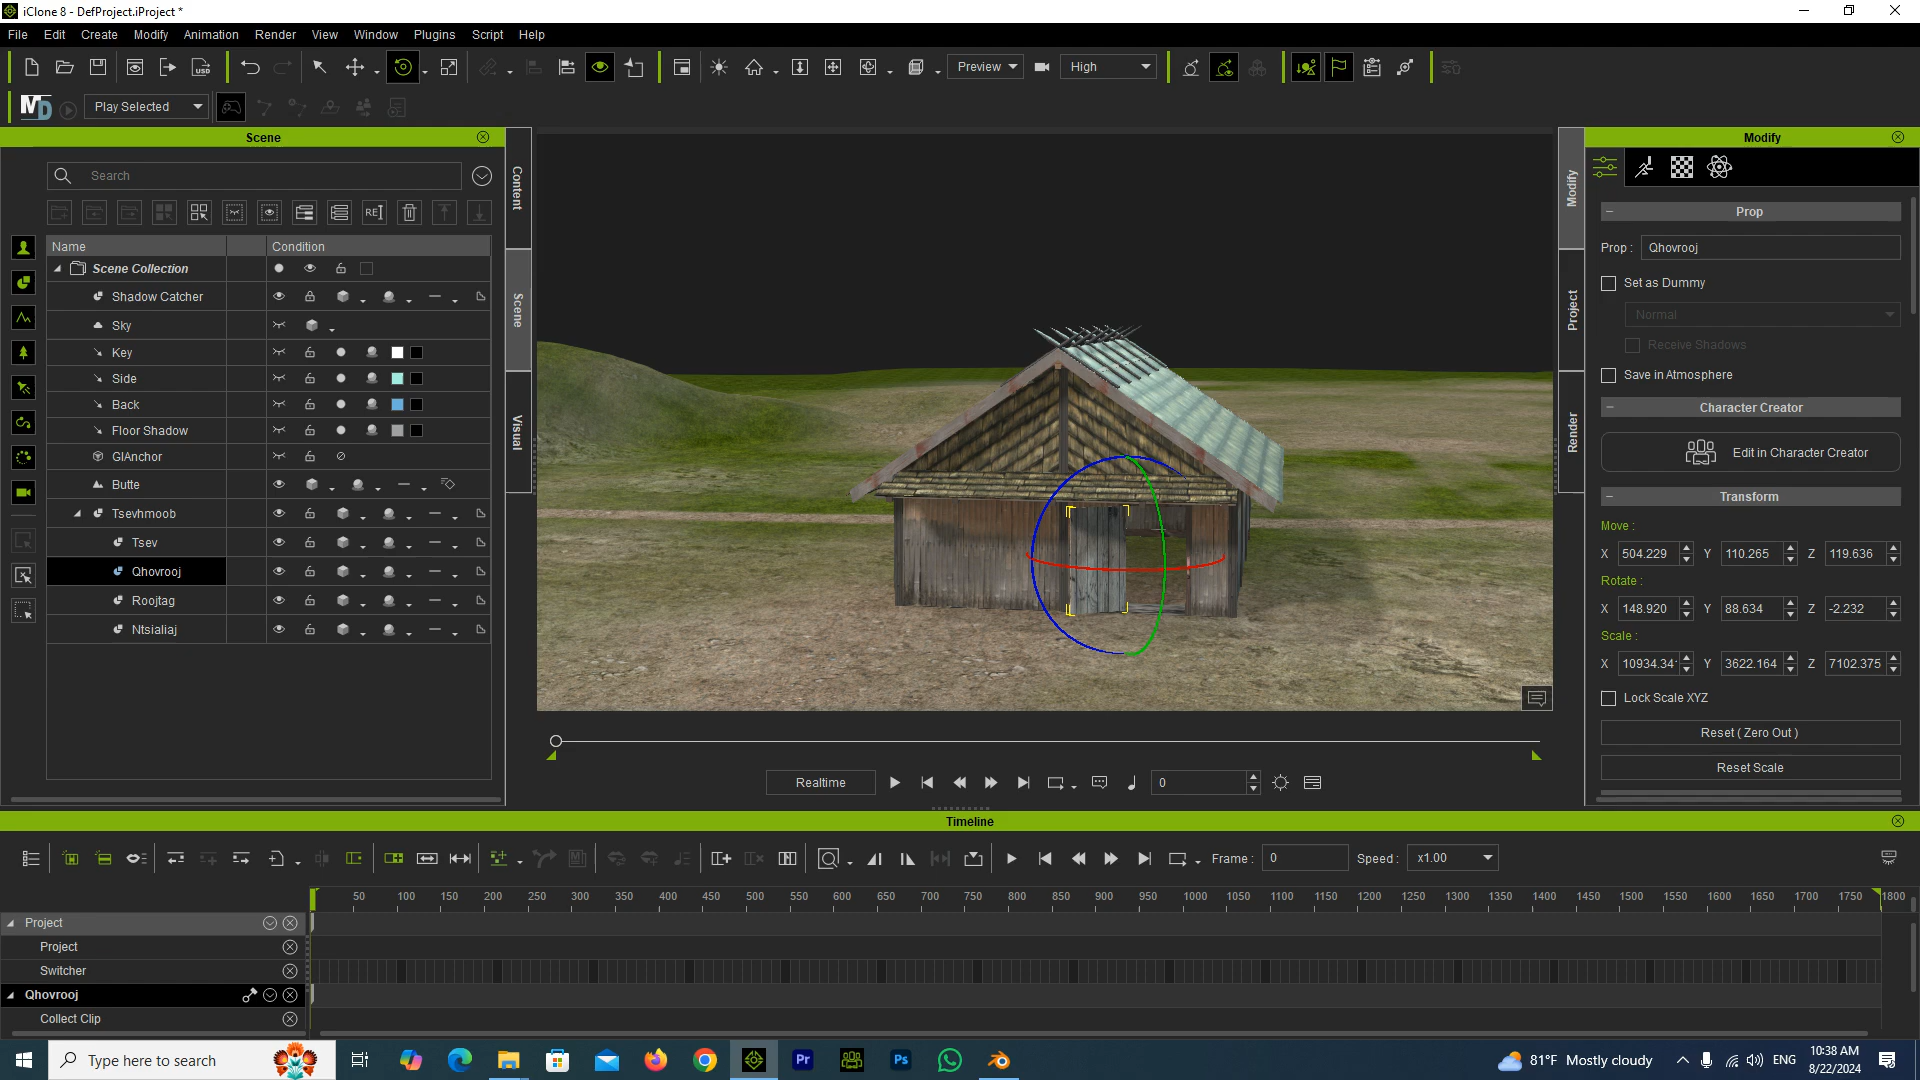 iClone 8 - DefProject.iProject *
File Edit Create Modify Animation Render View Window Plugins Script Help
Preview High
Play Selected
Scene
Search
Name Condition
Scene Collection
Shadow Catcher
Sky
Key
Side
Back
Floor Shadow
GIAnchor
Butte
Tsevhmoob
Tsev
Qhovrooj
Roojtag
Ntsialiaj
Content
Scene
Visual
Modify
Project
Render
Modify
Prop
Prop : Qhovrooj
Set as Dummy
Normal
Receive Shadows
Save in Atmosphere
Character Creator
Edit in Character Creator
Transform
Move :
X 504.229 Y 110.265 Z 119.636
Rotate :
X 148.920 Y 88.634 Z -2.232
Scale :
X 10934.34 Y 3622.164 Z 7102.375
Lock Scale XYZ
Reset ( Zero Out )
Reset Scale
Realtime 0
Timeline
Frame : 0 Speed : x1.00
50 100 150 200 250 300 350 400 450 500 550 600 650 700 750 800 850 900 950 1000 1050 1100 1150 1200 1250 1300 1350 1400 1450 1500 1550 1600 1650 1700 1750 1800
Project
Project
Switcher
Qhovrooj
Collect Clip
Type here to search
81°F Mostly cloudy
ENG
10:38 AM
8/22/2024